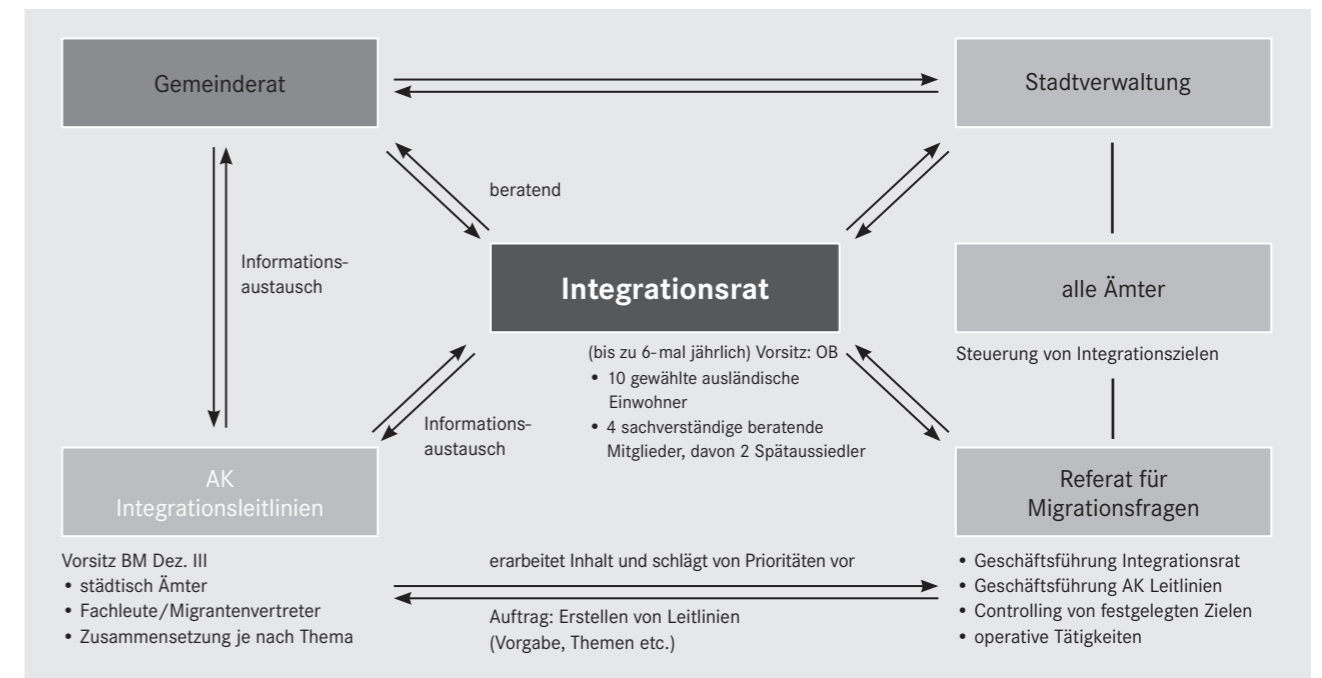 Gemeinderat
Stadtverwaltung
beratend
Informations-
austausch
Integrationsrat
alle Ämter
(bis zu 6-mal jährlich) Vorsitz: OB
• 10 gewählte ausländische
Einwohner
• 4 sachverständige beratende
Mitglieder, davon 2 Spätaussiedler
Steuerung von Integrationszielen
Informations-
austausch
AK
Integrationsleitlinien
Referat für
Migrationsfragen
Vorsitz BM Dez. III
• städtisch Ämter
• Fachleute/Migrantenvertreter
• Zusammensetzung je nach Thema
erarbeitet Inhalt und schlägt von Prioritäten vor
Auftrag: Erstellen von Leitlinien
(Vorgabe, Themen etc.)
• Geschäftsführung Integrationsrat
• Geschäftsführung AK Leitlinien
• Controlling von festgelegten Zielen
• operative Tätigkeiten